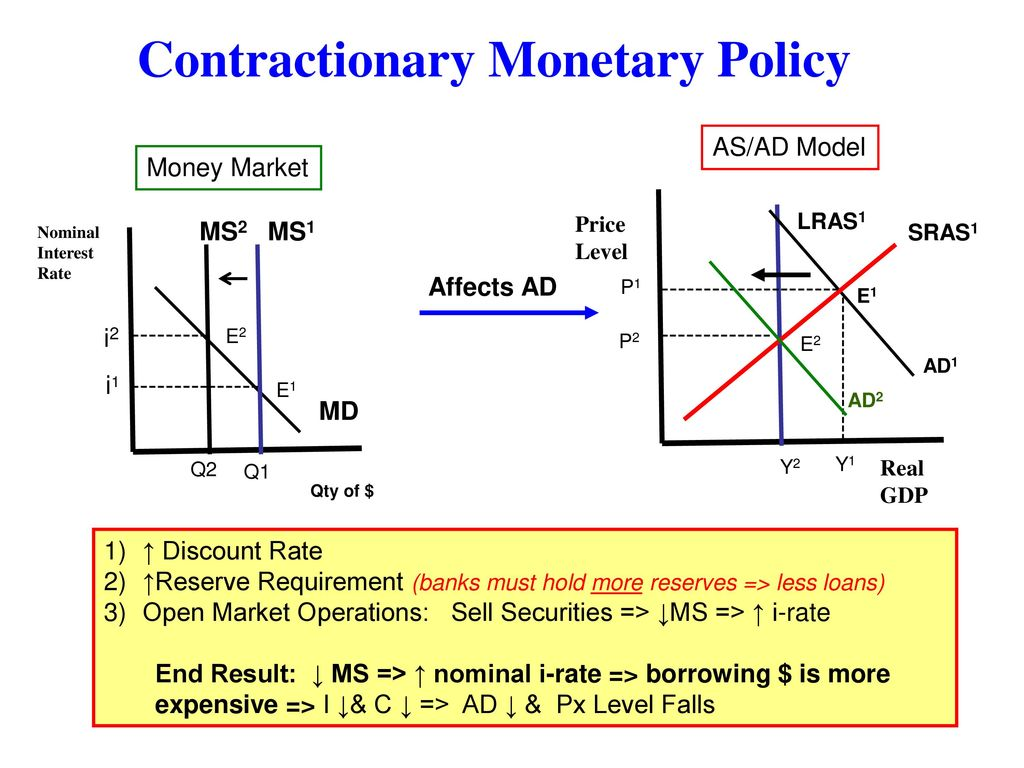 Contractionary Monetary Policy
AS/AD Model
Money Market
Nominal
Interest
Rate
MS² MS¹
Price
Level
LRAS¹
SRAS¹
Affects AD
P¹
E¹
i²
E²
P²
E²
AD¹
i¹
E¹
MD
AD²
Q2
Q1
Qty of $
Y²
Y¹
Real
GDP
1) ↑ Discount Rate
2) ↑Reserve Requirement (banks must hold more reserves => less loans)
3) Open Market Operations: Sell Securities => ↓MS => ↑ i-rate
End Result: ↓ MS => ↑ nominal i-rate => borrowing $ is more
expensive => I ↓& C ↓ => AD ↓ & Px Level Falls